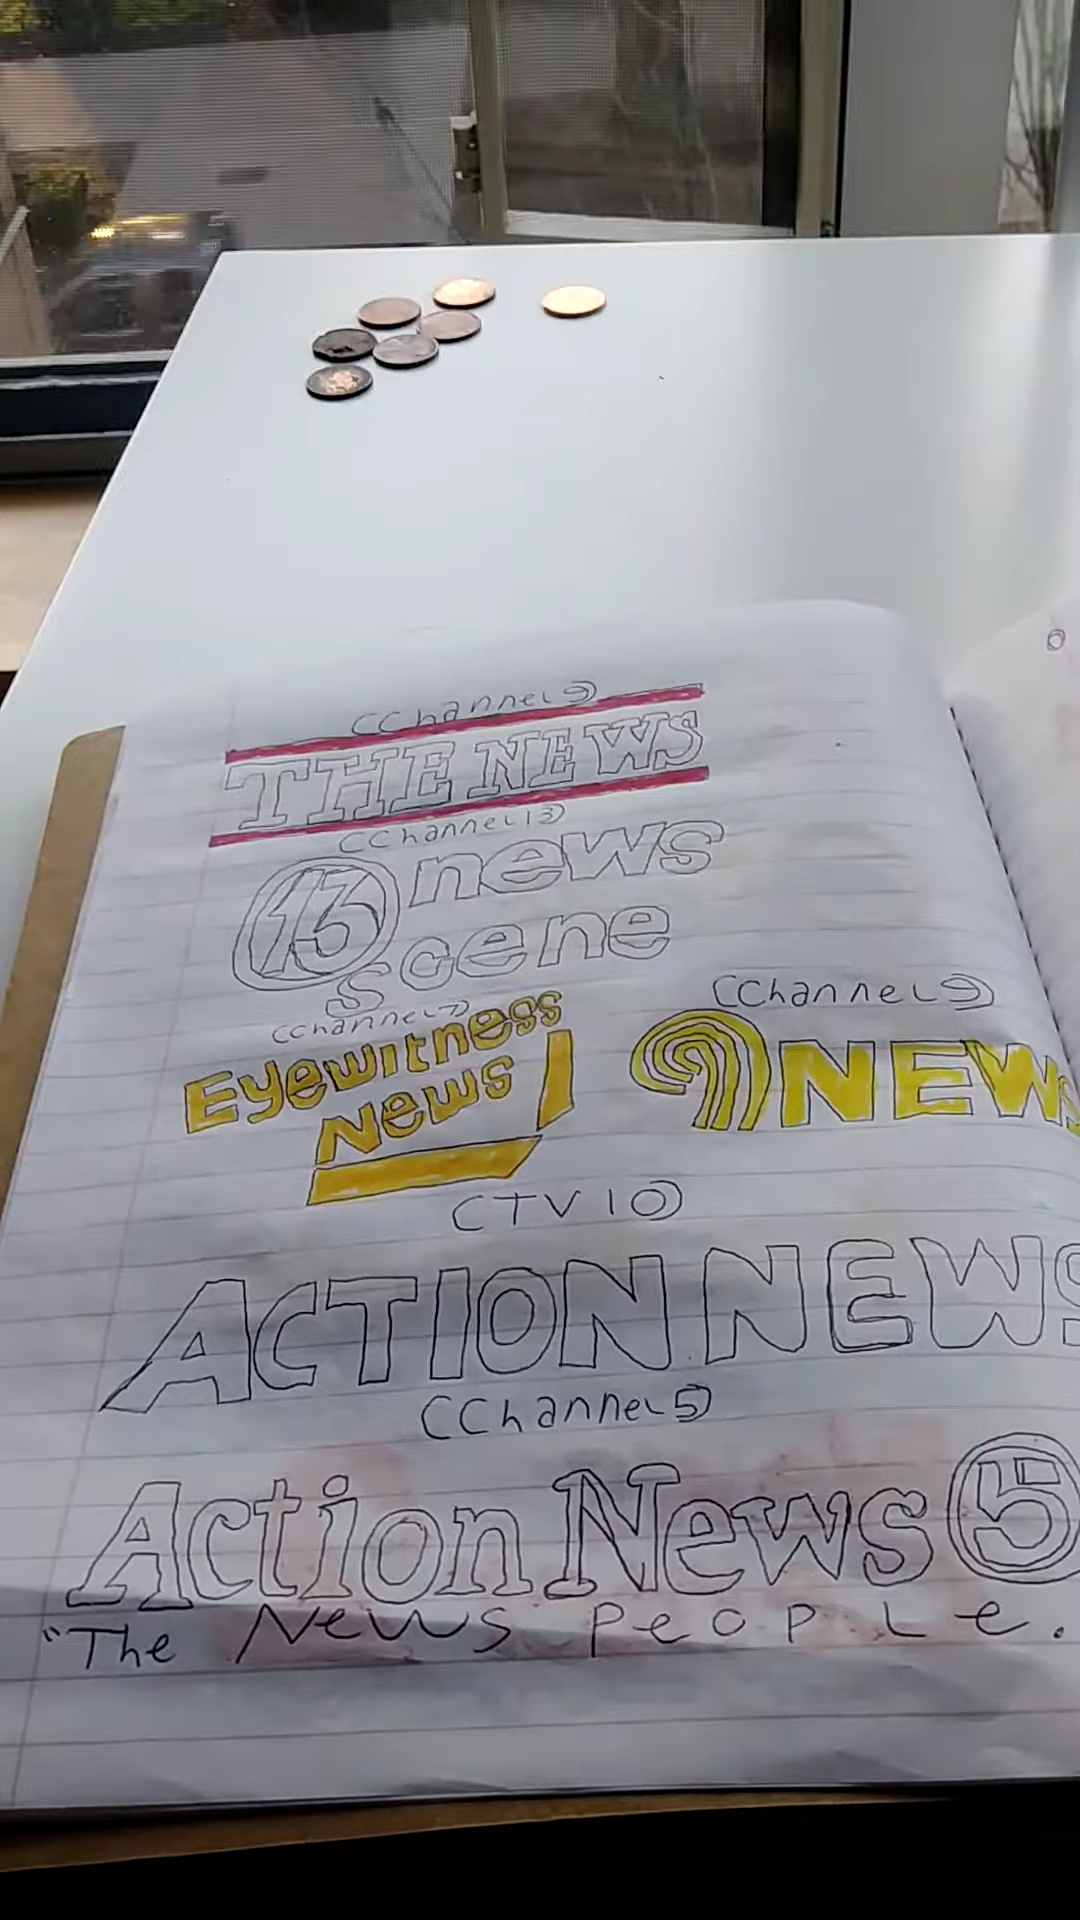 (Channel 9)
THE NEWS
(Channel 13)
13 news
scene
(Channel 7)
Eyewitness
News
(Channel 9)
9 NEWS
(TV 10)
ACTION NEWS
(Channel 5)
Action News 5
"The News People.